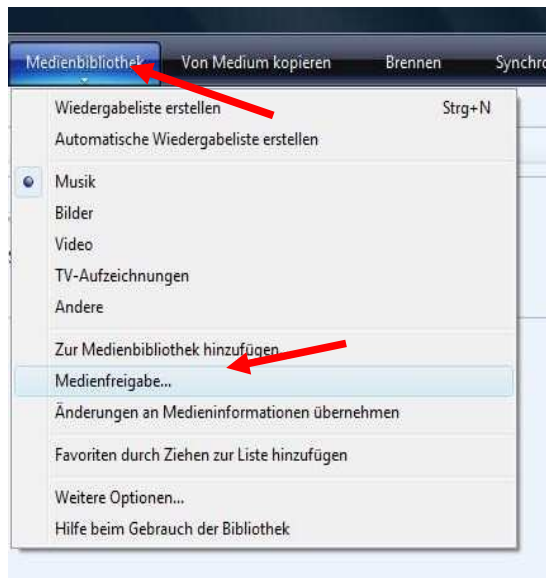 Medienbibliothek Von Medium kopieren Brennen Synchro
Wiedergabeliste erstellen Strg+N
Automatische Wiedergabeliste erstellen
Musik
Bilder
Video
TV-Aufzeichnungen
Andere
Zur Medienbibliothek hinzufügen
Medienfreigabe...
Änderungen an Medieninformationen übernehmen
Favoriten durch Ziehen zur Liste hinzufügen
Weitere Optionen...
Hilfe beim Gebrauch der Bibliothek